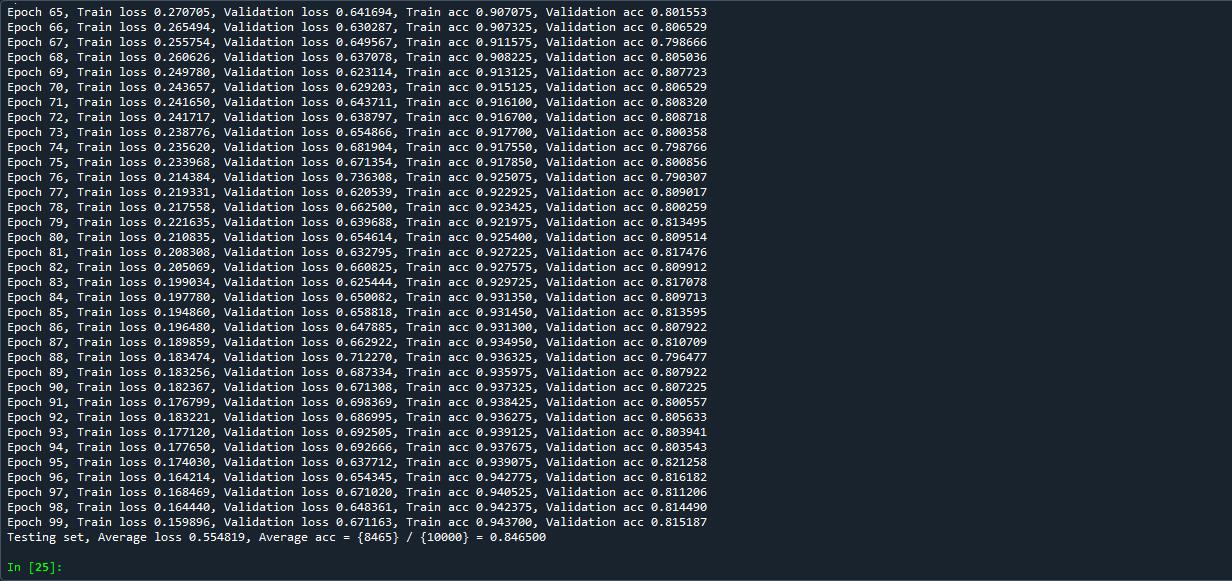 Epoch 65, Train loss 0.270705, Validation loss 0.641694, Train acc 0.907075, Validation acc 0.801553
Epoch 66, Train loss 0.265494, Validation loss 0.630287, Train acc 0.907325, Validation acc 0.806529
Epoch 67, Train loss 0.255754, Validation loss 0.649567, Train acc 0.911575, Validation acc 0.798666
Epoch 68, Train loss 0.260626, Validation loss 0.637078, Train acc 0.908225, Validation acc 0.805036
Epoch 69, Train loss 0.249780, Validation loss 0.623114, Train acc 0.913125, Validation acc 0.807723
Epoch 70, Train loss 0.243657, Validation loss 0.629203, Train acc 0.915125, Validation acc 0.806529
Epoch 71, Train loss 0.241650, Validation loss 0.643711, Train acc 0.916100, Validation acc 0.808320
Epoch 72, Train loss 0.241717, Validation loss 0.638797, Train acc 0.916700, Validation acc 0.808718
Epoch 73, Train loss 0.238776, Validation loss 0.654866, Train acc 0.917700, Validation acc 0.800358
Epoch 74, Train loss 0.235620, Validation loss 0.681904, Train acc 0.917550, Validation acc 0.798766
Epoch 75, Train loss 0.233968, Validation loss 0.671354, Train acc 0.917850, Validation acc 0.800856
Epoch 76, Train loss 0.214384, Validation loss 0.736308, Train acc 0.925075, Validation acc 0.790307
Epoch 77, Train loss 0.219331, Validation loss 0.620539, Train acc 0.922925, Validation acc 0.809017
Epoch 78, Train loss 0.217558, Validation loss 0.662500, Train acc 0.923425, Validation acc 0.800259
Epoch 79, Train loss 0.221635, Validation loss 0.639688, Train acc 0.921975, Validation acc 0.813495
Epoch 80, Train loss 0.210835, Validation loss 0.654614, Train acc 0.925400, Validation acc 0.809514
Epoch 81, Train loss 0.208308, Validation loss 0.632795, Train acc 0.927225, Validation acc 0.817476
Epoch 82, Train loss 0.205069, Validation loss 0.660825, Train acc 0.927575, Validation acc 0.809912
Epoch 83, Train loss 0.199034, Validation loss 0.625444, Train acc 0.929725, Validation acc 0.817078
Epoch 84, Train loss 0.197780, Validation loss 0.650082, Train acc 0.931350, Validation acc 0.809713
Epoch 85, Train loss 0.194860, Validation loss 0.658818, Train acc 0.931450, Validation acc 0.813595
Epoch 86, Train loss 0.196480, Validation loss 0.647885, Train acc 0.931300, Validation acc 0.807922
Epoch 87, Train loss 0.189859, Validation loss 0.662922, Train acc 0.934950, Validation acc 0.810709
Epoch 88, Train loss 0.183474, Validation loss 0.712270, Train acc 0.936325, Validation acc 0.796477
Epoch 89, Train loss 0.183256, Validation loss 0.687334, Train acc 0.935975, Validation acc 0.807922
Epoch 90, Train loss 0.182367, Validation loss 0.671308, Train acc 0.937325, Validation acc 0.807225
Epoch 91, Train loss 0.176799, Validation loss 0.698369, Train acc 0.938425, Validation acc 0.800557
Epoch 92, Train loss 0.183221, Validation loss 0.686995, Train acc 0.936275, Validation acc 0.805633
Epoch 93, Train loss 0.177120, Validation loss 0.692505, Train acc 0.939125, Validation acc 0.803941
Epoch 94, Train loss 0.177650, Validation loss 0.692666, Train acc 0.937675, Validation acc 0.803543
Epoch 95, Train loss 0.174030, Validation loss 0.637712, Train acc 0.939075, Validation acc 0.821258
Epoch 96, Train loss 0.164214, Validation loss 0.654345, Train acc 0.942775, Validation acc 0.816182
Epoch 97, Train loss 0.168469, Validation loss 0.671020, Train acc 0.940525, Validation acc 0.811206
Epoch 98, Train loss 0.164440, Validation loss 0.648361, Train acc 0.942375, Validation acc 0.814490
Epoch 99, Train loss 0.159896, Validation loss 0.671163, Train acc 0.943700, Validation acc 0.815187
Testing set, Average loss 0.554819, Average acc = {8465} / {10000} = 0.846500
In [25]: